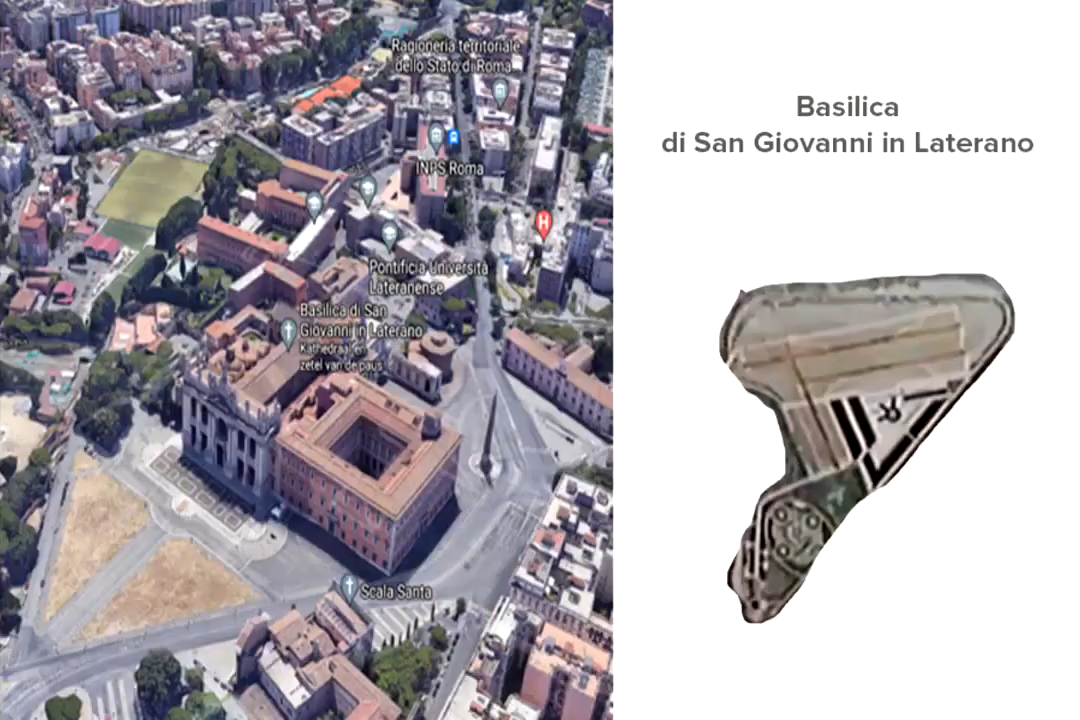 Ragioneria territoriale
dello Stato di Roma
INPS Roma
H
Pontificia Università
Lateranense
Basilica di San
Giovanni in Laterano
Kathedraal en
zetel van de paus
Scala Santa
Basilica
di San Giovanni in Laterano